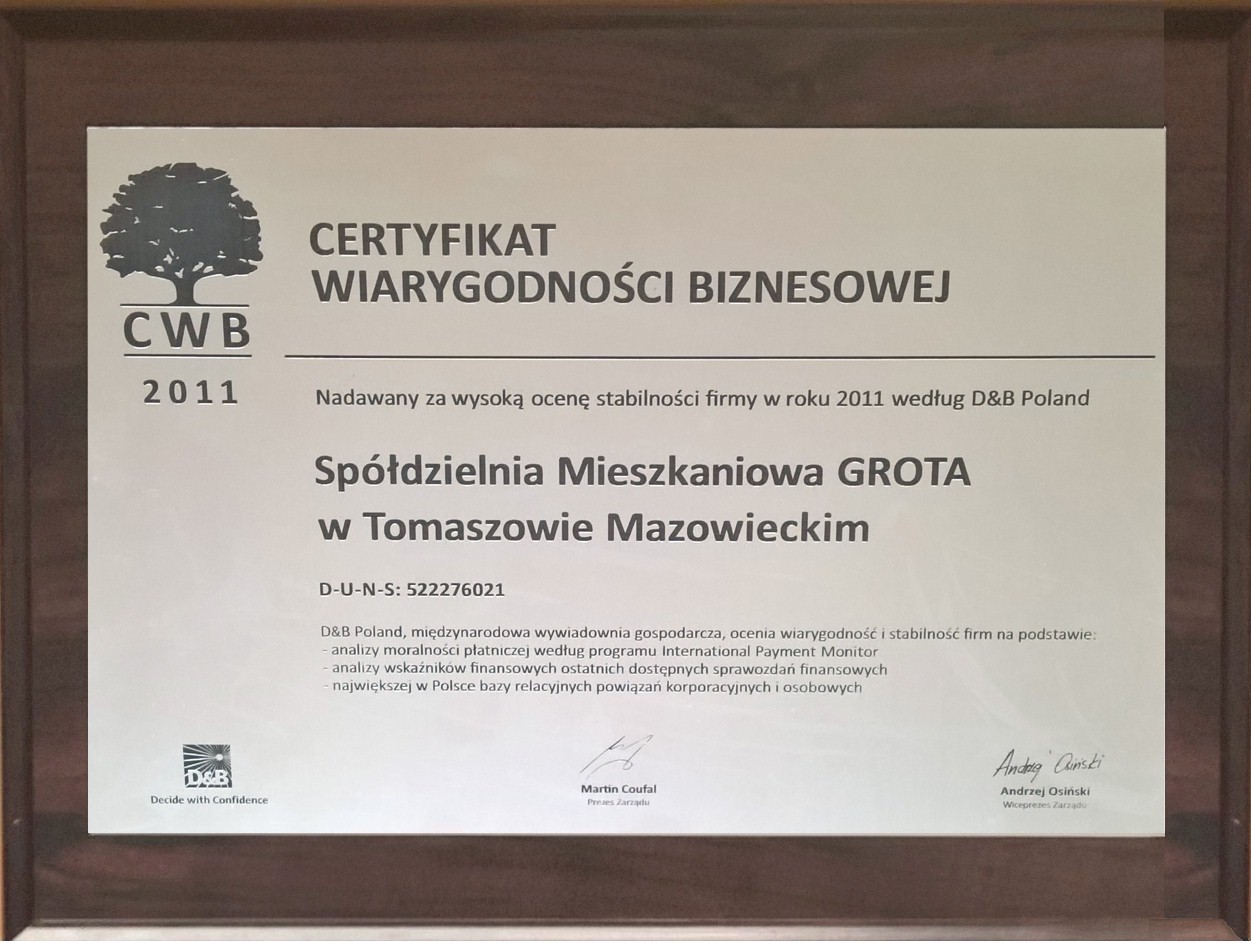 CWB
2011
CERTYFIKAT
WIARYGODNOŚCI BIZNESOWEJ
Nadawany za wysoką ocenę stabilności firmy w roku 2011 według D&B Poland
Spółdzielnia Mieszkaniowa GROTA
w Tomaszowie Mazowieckim
D-U-N-S: 522276021
D&B Poland, międzynarodowa wywiadownia gospodarcza, ocenia wiarygodność i stabilność firm na podstawie:
- analizy moralności płatniczej według programu International Payment Monitor
- analizy wskaźników finansowych ostatnich dostępnych sprawozdań finansowych
- największej w Polsce bazy relacyjnych powiązań korporacyjnych i osobowych
D&B
Decide with Confidence
Martin Coufal
Prezes Zarządu
Andrzej Osiński
Andrzej Osiński
Wiceprezes Zarządu